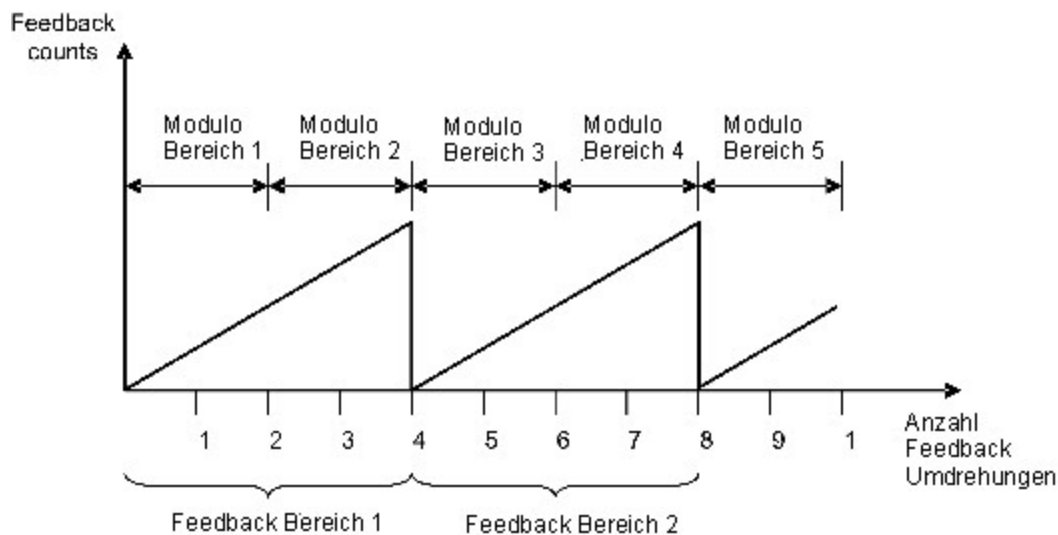 Feedback
counts
Modulo
Bereich 1
Modulo
Bereich 2
Modulo
Bereich 3
Modulo
Bereich 4
Modulo
Bereich 5
1 2 3 4 5 6 7 8 9 1
Anzahl
Feedback
Umdrehungen
Feedback Bereich 1
Feedback Bereich 2